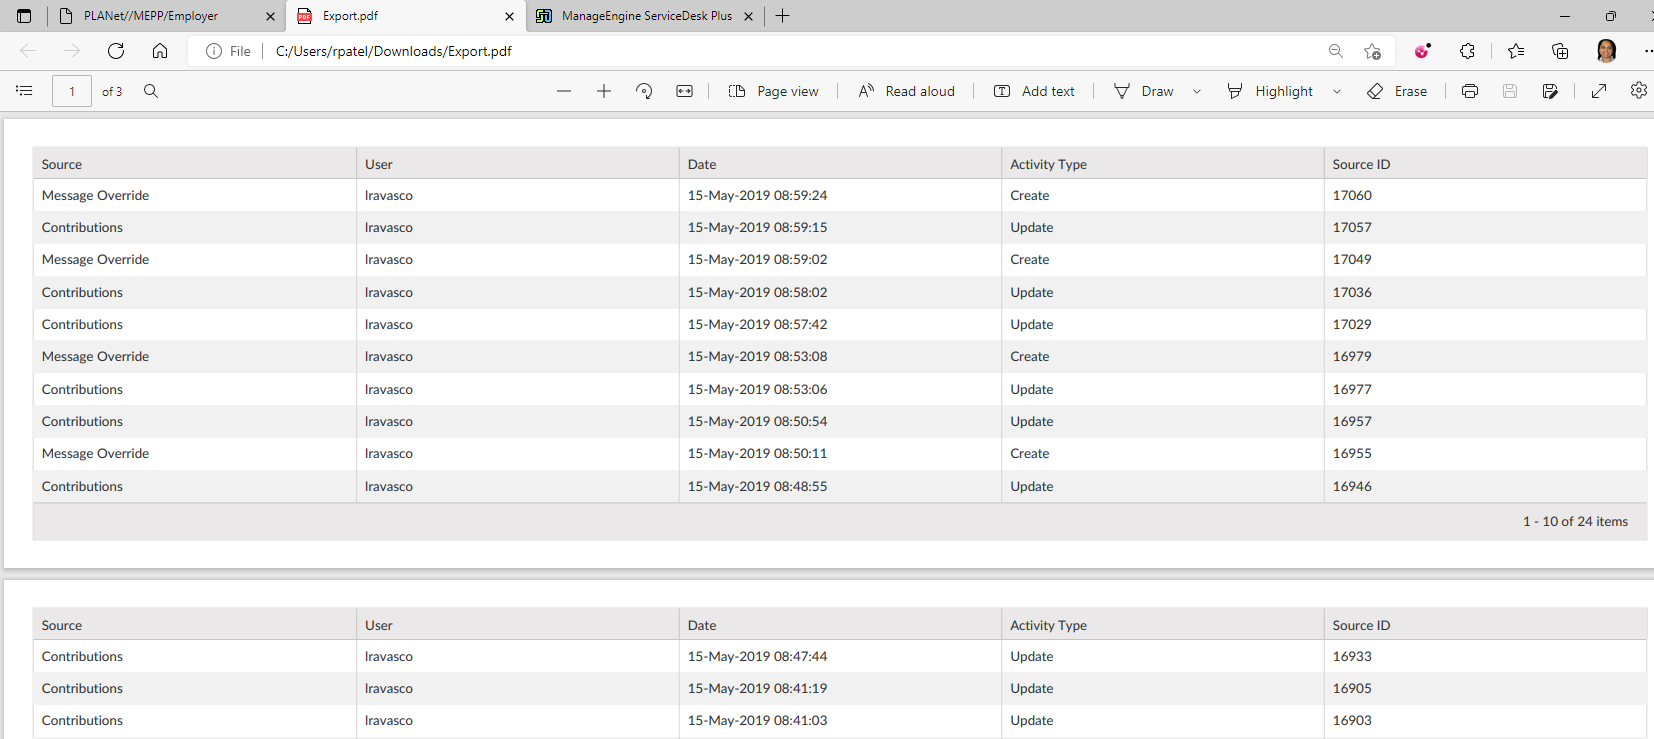 PLANet//MEPP/Employer Export.pdf ManageEngine ServiceDesk Plus
File C:/Users/rpatel/Downloads/Export.pdf
1 of 3 Page view Read aloud Add text Draw Highlight Erase
Source User Date Activity Type Source ID
Message Override lravasco 15-May-2019 08:59:24 Create 17060
Contributions lravasco 15-May-2019 08:59:15 Update 17057
Message Override lravasco 15-May-2019 08:59:02 Create 17049
Contributions lravasco 15-May-2019 08:58:02 Update 17036
Contributions lravasco 15-May-2019 08:57:42 Update 17029
Message Override lravasco 15-May-2019 08:53:08 Create 16979
Contributions lravasco 15-May-2019 08:53:06 Update 16977
Contributions lravasco 15-May-2019 08:50:54 Update 16957
Message Override lravasco 15-May-2019 08:50:11 Create 16955
Contributions lravasco 15-May-2019 08:48:55 Update 16946
1 - 10 of 24 items
Source User Date Activity Type Source ID
Contributions lravasco 15-May-2019 08:47:44 Update 16933
Contributions lravasco 15-May-2019 08:41:19 Update 16905
Contributions lravasco 15-May-2019 08:41:03 Update 16903